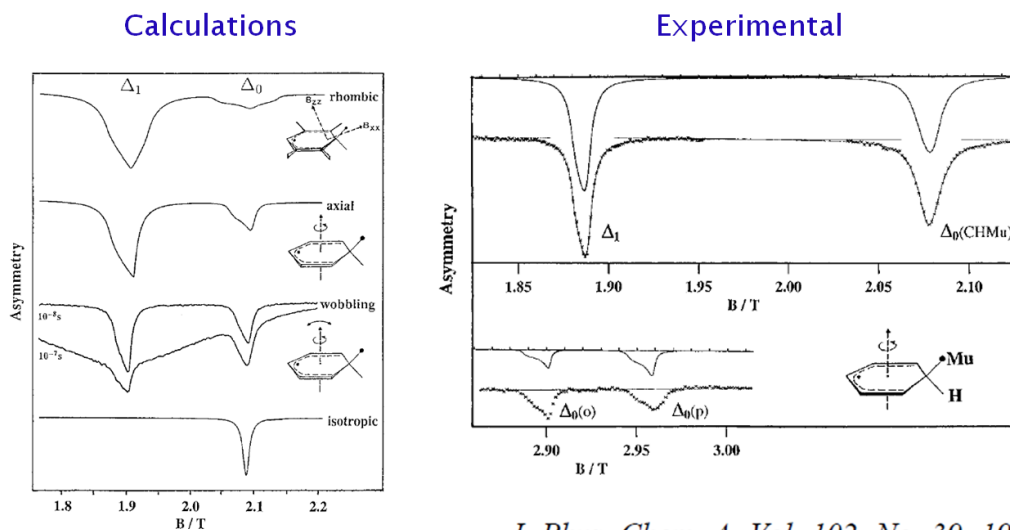 Calculations
Experimental
Δ₁
Δ₀
rhombic
Bzz
Bxx
axial
wobbling
10⁻⁸s
10⁻⁷s
isotropic
Asymmetry
1.8 1.9 2.0 2.1 2.2
B / T
Δ₁
Δ₀(CHMu)
Asymmetry
1.85 1.90 1.95 2.00 2.05 2.10
B / T
Δ₀(o)
Δ₀(p)
Mu
H
2.90 2.95 3.00
B / T